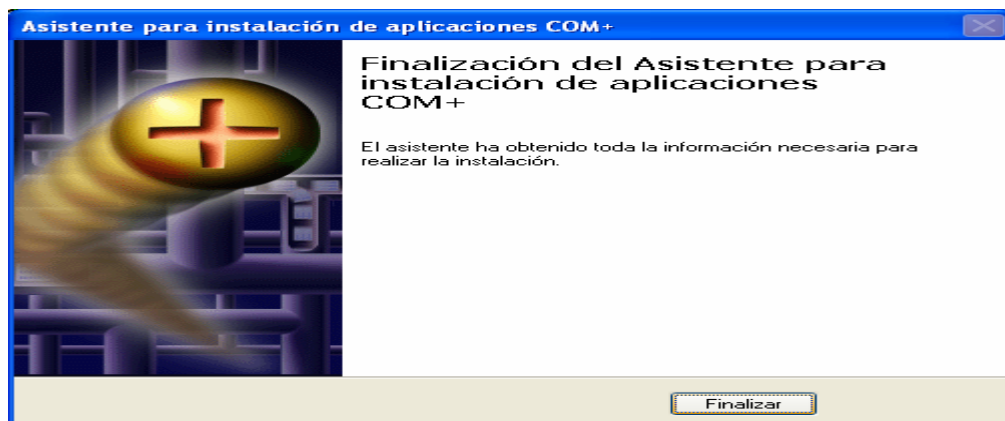 Asistente para instalación de aplicaciones COM+
Finalización del Asistente para
instalación de aplicaciones
COM+
El asistente ha obtenido toda la información necesaria para
realizar la instalación.
Finalizar